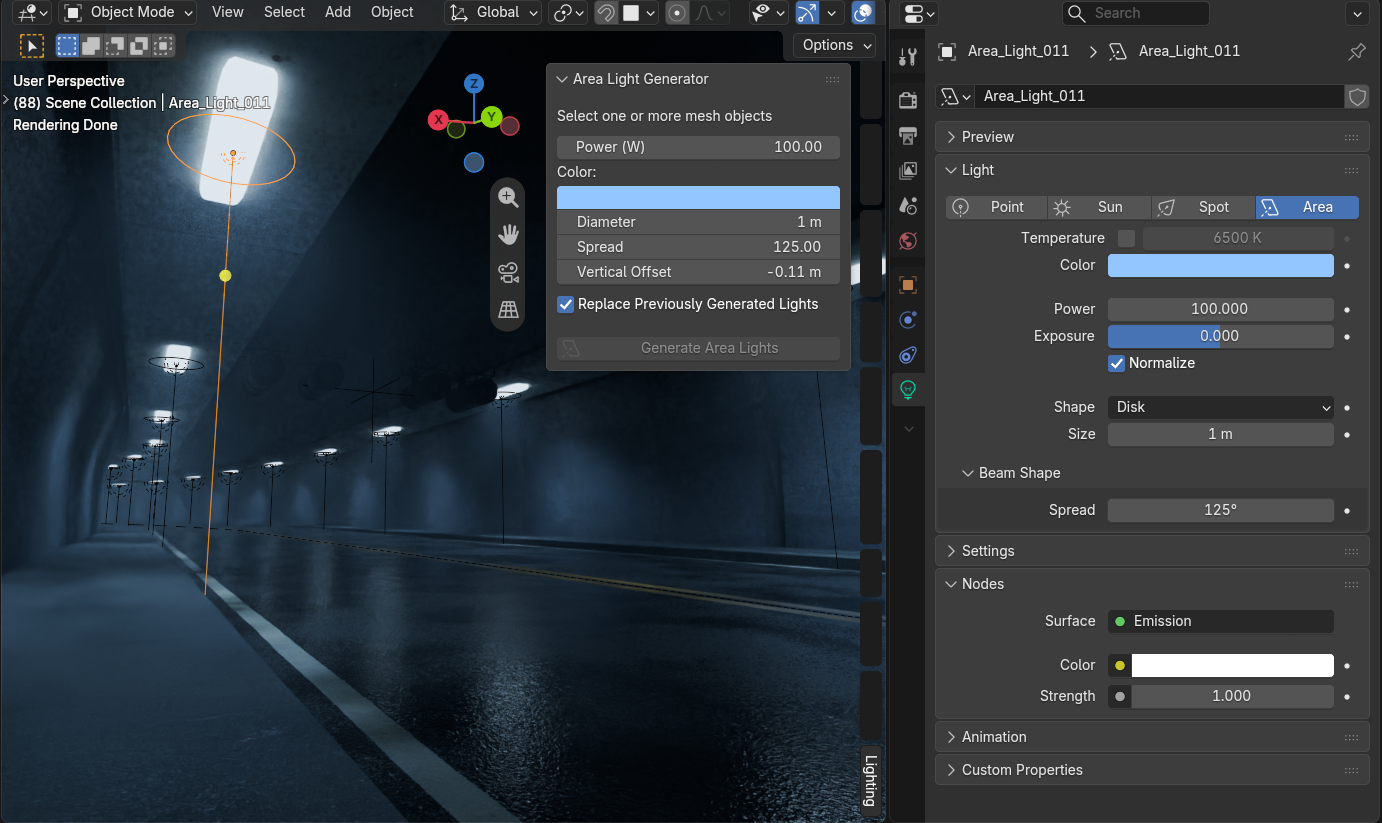 Object Mode View Select Add Object Global
Options
User Perspective
(88) Scene Collection | Area_Light_011
Rendering Done
Z
X
Y
Area Light Generator
Select one or more mesh objects
Power (W) 100.00
Color:
Diameter 1 m
Spread 125.00
Vertical Offset -0.11 m
Replace Previously Generated Lights
Generate Area Lights
Lighting
Search
Area_Light_011 Area_Light_011
Area_Light_011
Preview
Light
Point Sun Spot Area
Temperature 6500 K
Color
Power 100.000
Exposure 0.000
Normalize
Shape Disk
Size 1 m
Beam Shape
Spread 125°
Settings
Nodes
Surface Emission
Color
Strength 1.000
Animation
Custom Properties